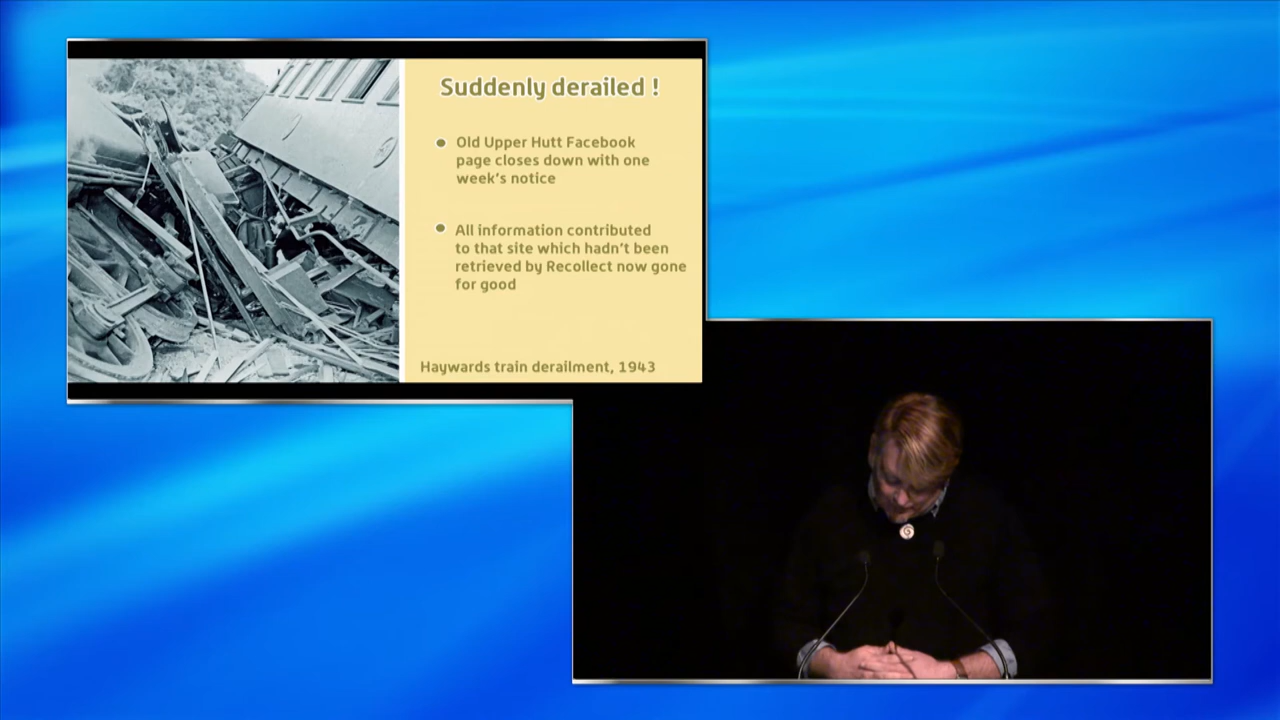 Suddenly derailed !
Old Upper Hutt Facebook
page closes down with one
week's notice
All information contributed
to that site which hadn't been
retrieved by Recollect now gone
for good
Haywards train derailment, 1943